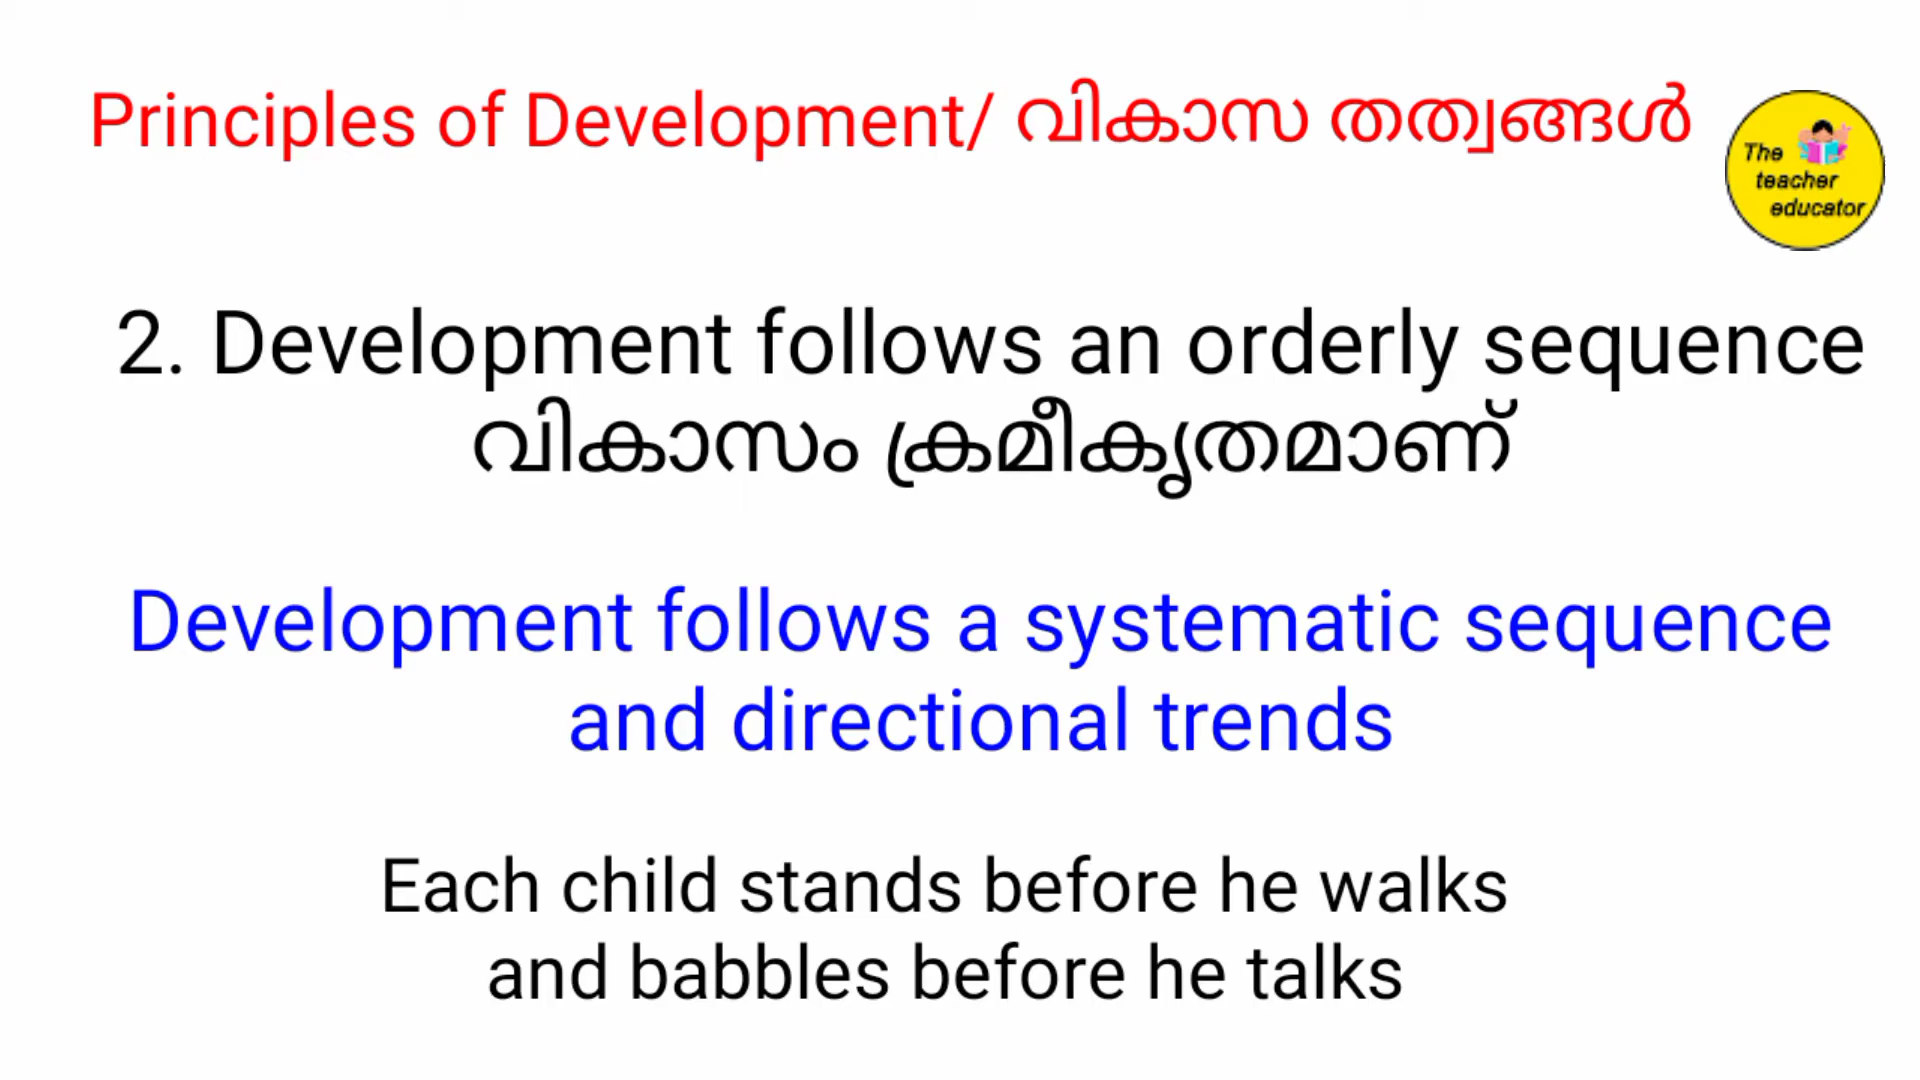 Principles of Development/ വികാസ തത്വങ്ങൾ
The
teacher
educator
2. Development follows an orderly sequence
വികാസം ക്രമീകൃതമാണ്
Development follows a systematic sequence
and directional trends
Each child stands before he walks
and babbles before he talks